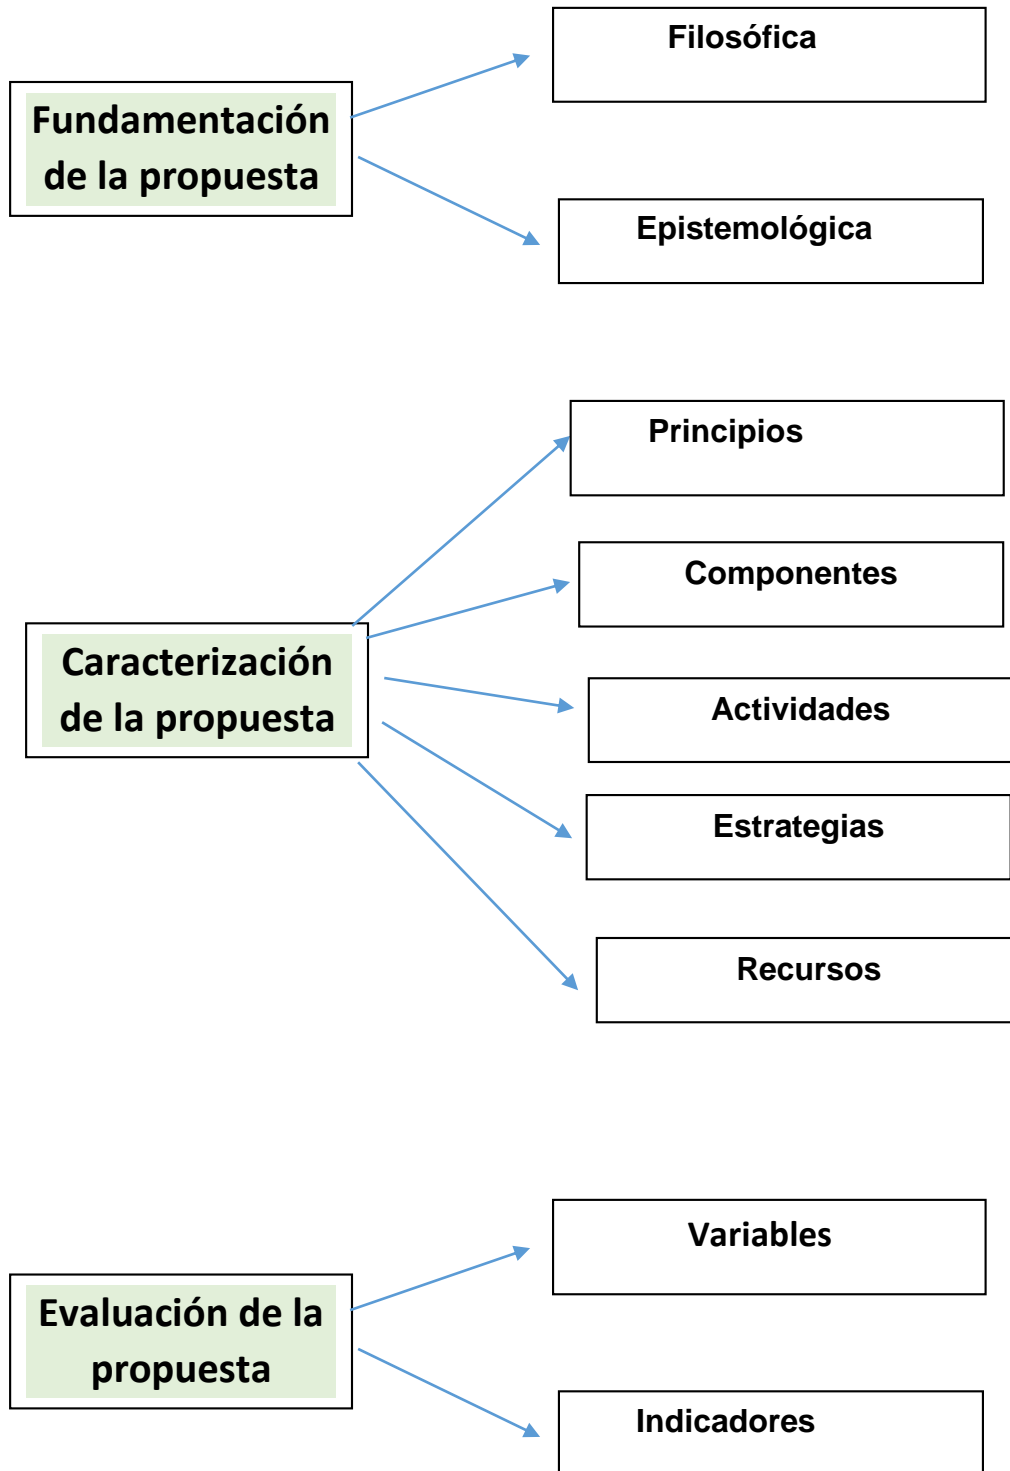 Filosófica
Fundamentación
de la propuesta
Epistemológica
Principios
Componentes
Caracterización
de la propuesta
Actividades
Estrategias
Recursos
Variables
Evaluación de la
propuesta
Indicadores